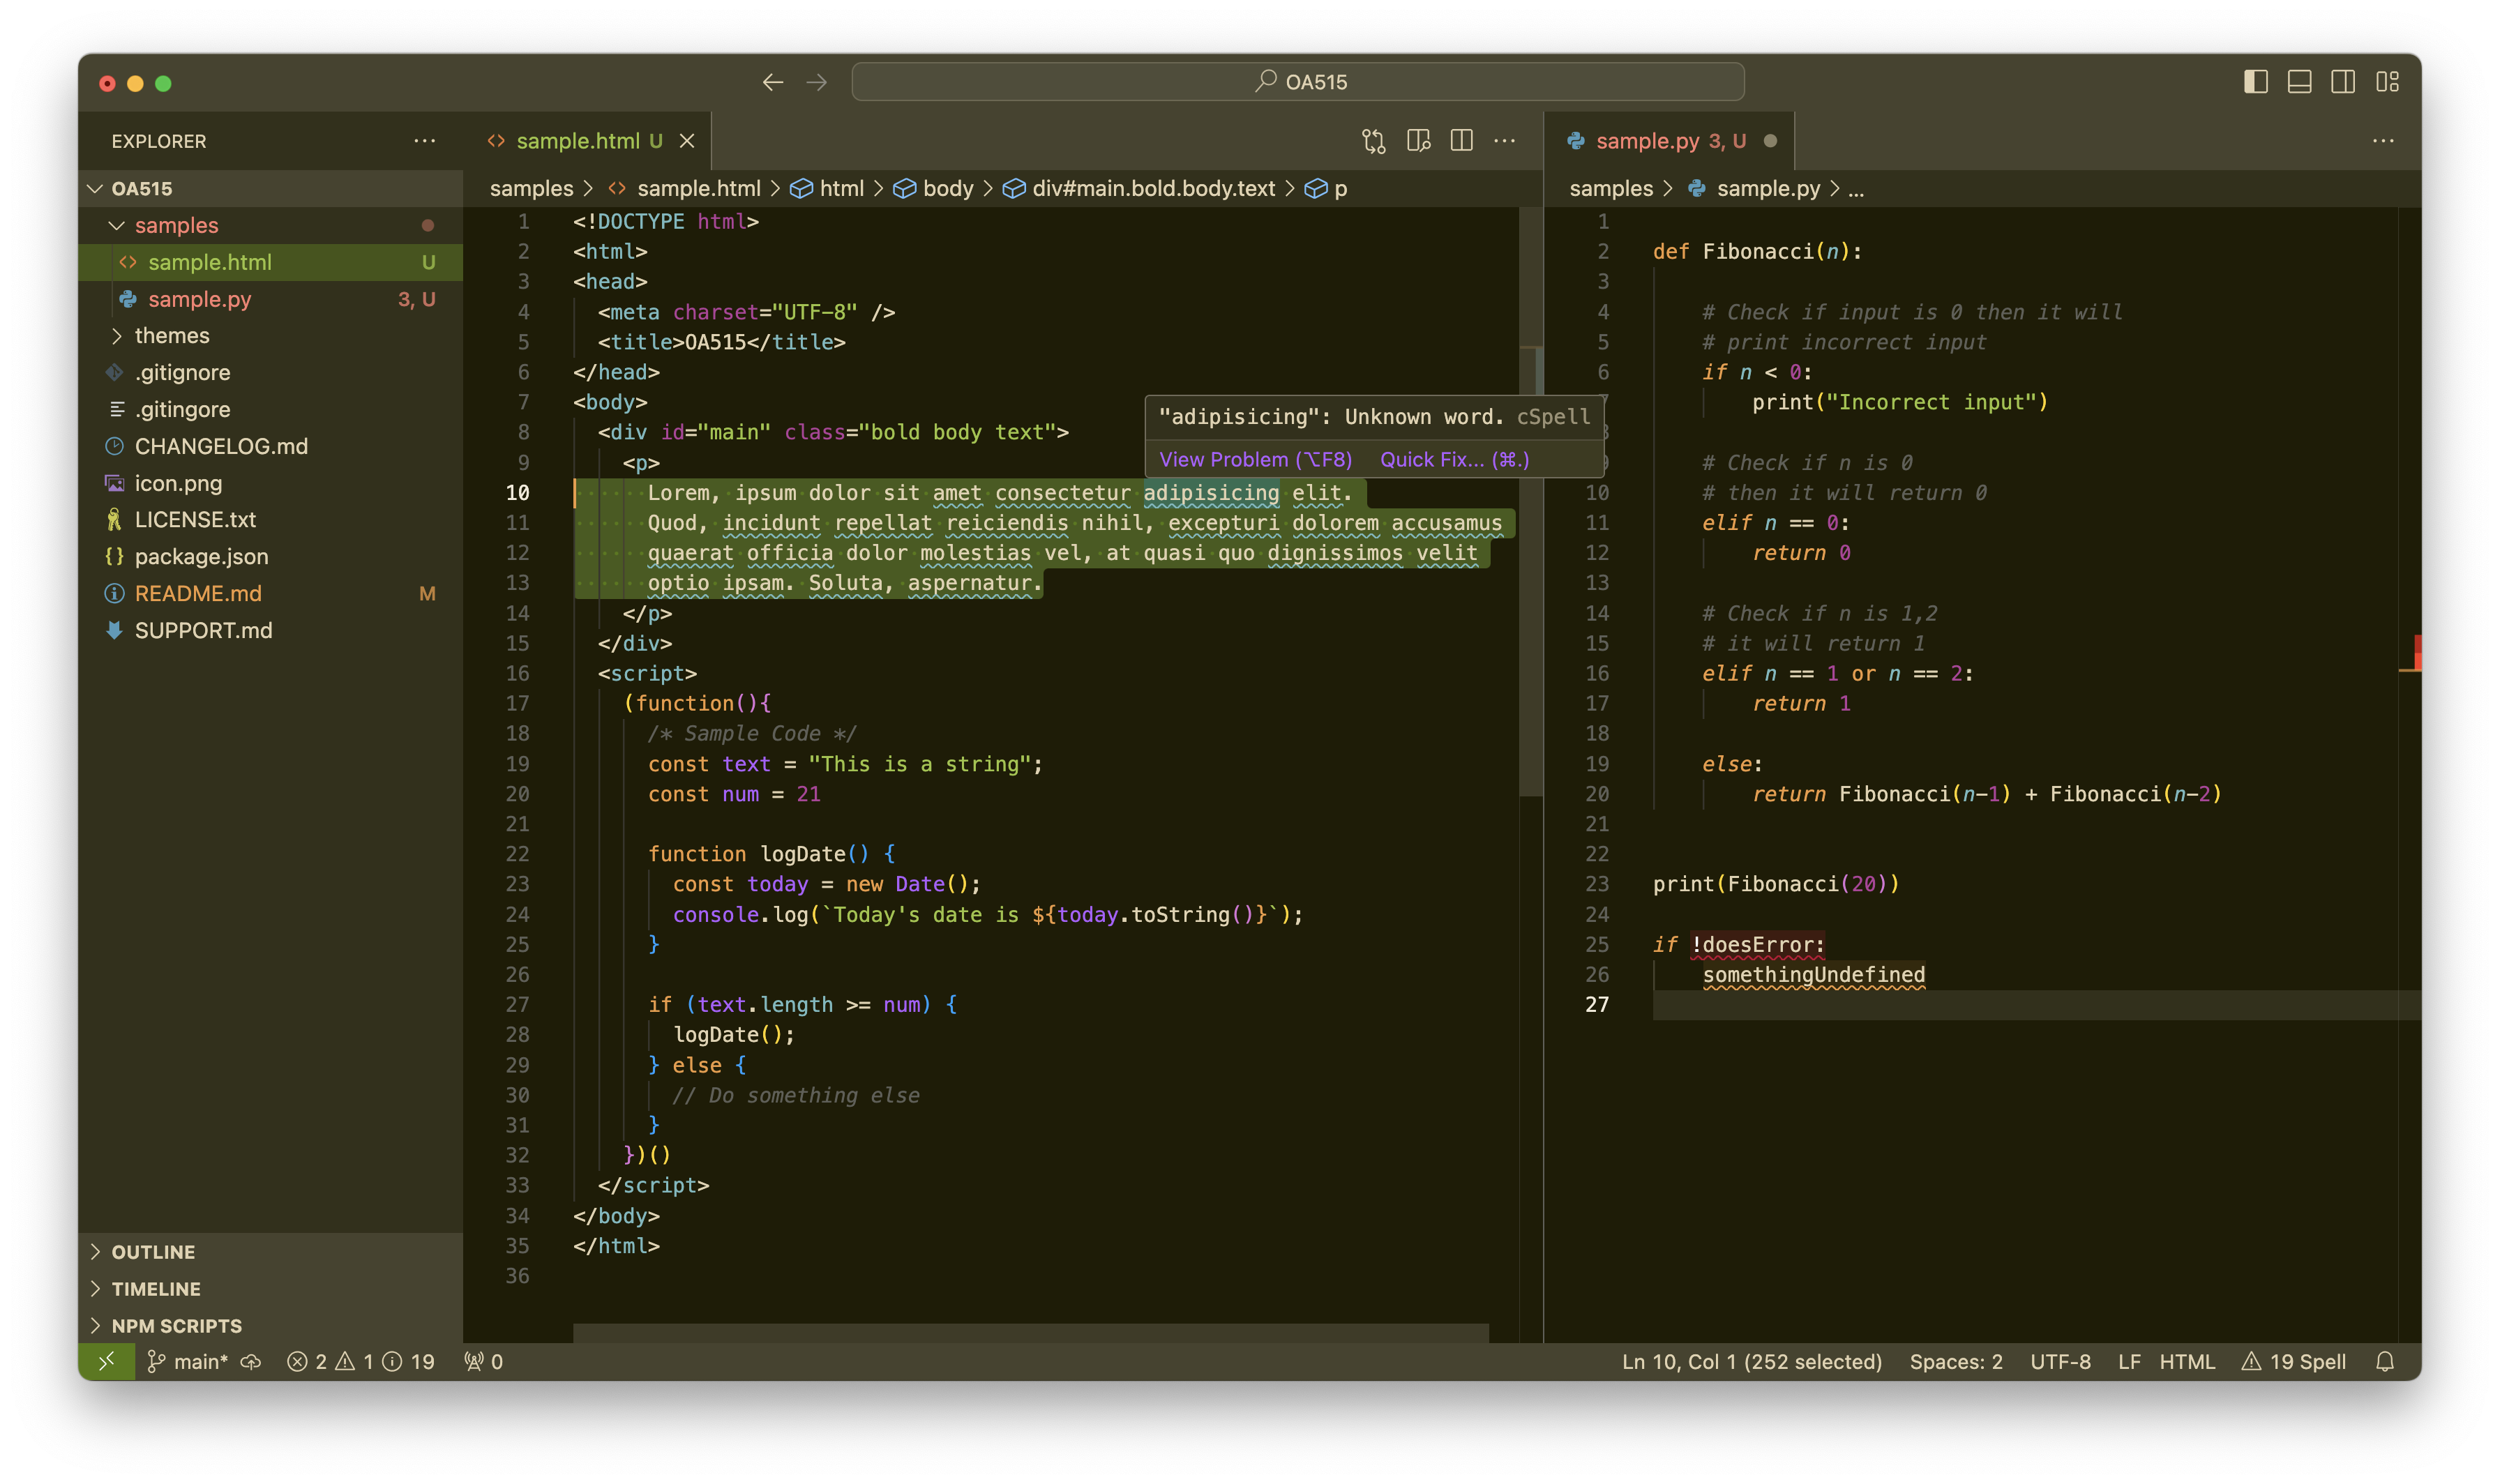 OA515
EXPLORER
OA515
samples
sample.html U
sample.py 3, U
themes
.gitignore
.gitingore
CHANGELOG.md
icon.png
LICENSE.txt
package.json
README.md M
SUPPORT.md
OUTLINE
TIMELINE
NPM SCRIPTS
sample.html U
samples > sample.html > html > body > div#main.bold.body.text > p
1 <!DOCTYPE html>
2 <html>
3 <head>
4 <meta charset="UTF-8" />
5 <title>OA515</title>
6 </head>
7 <body>
8 <div id="main" class="bold body text">
9 <p>
10 Lorem, ipsum dolor sit amet consectetur adipisicing elit.
11 Quod, incidunt repellat reiciendis nihil, excepturi dolorem accusamus
12 quaerat officia dolor molestias vel, at quasi quo dignissimos velit
13 optio ipsam. Soluta, aspernatur.
14 </p>
15 </div>
16 <script>
17 (function(){
18 /* Sample Code */
19 const text = "This is a string";
20 const num = 21
21
22 function logDate() {
23 const today = new Date();
24 console.log(`Today's date is ${today.toString()}`);
25 }
26
27 if (text.length >= num) {
28 logDate();
29 } else {
30 // Do something else
31 }
32 })()
33 </script>
34 </body>
35 </html>
36
"adipisicing": Unknown word. cSpell
View Problem (⌥F8) Quick Fix... (⌘.)
sample.py 3, U
samples > sample.py > ...
1
2 def Fibonacci(n):
3
4 # Check if input is 0 then it will
5 # print incorrect input
6 if n < 0:
print("Incorrect input")
# Check if n is 0
10 # then it will return 0
11 elif n == 0:
12 return 0
13
14 # Check if n is 1,2
15 # it will return 1
16 elif n == 1 or n == 2:
17 return 1
18
19 else:
20 return Fibonacci(n-1) + Fibonacci(n-2)
21
22
23 print(Fibonacci(20))
24
25 if !doesError:
26 somethingUndefined
27
main* 2 1 19 0
Ln 10, Col 1 (252 selected) Spaces: 2 UTF-8 LF HTML 19 Spell